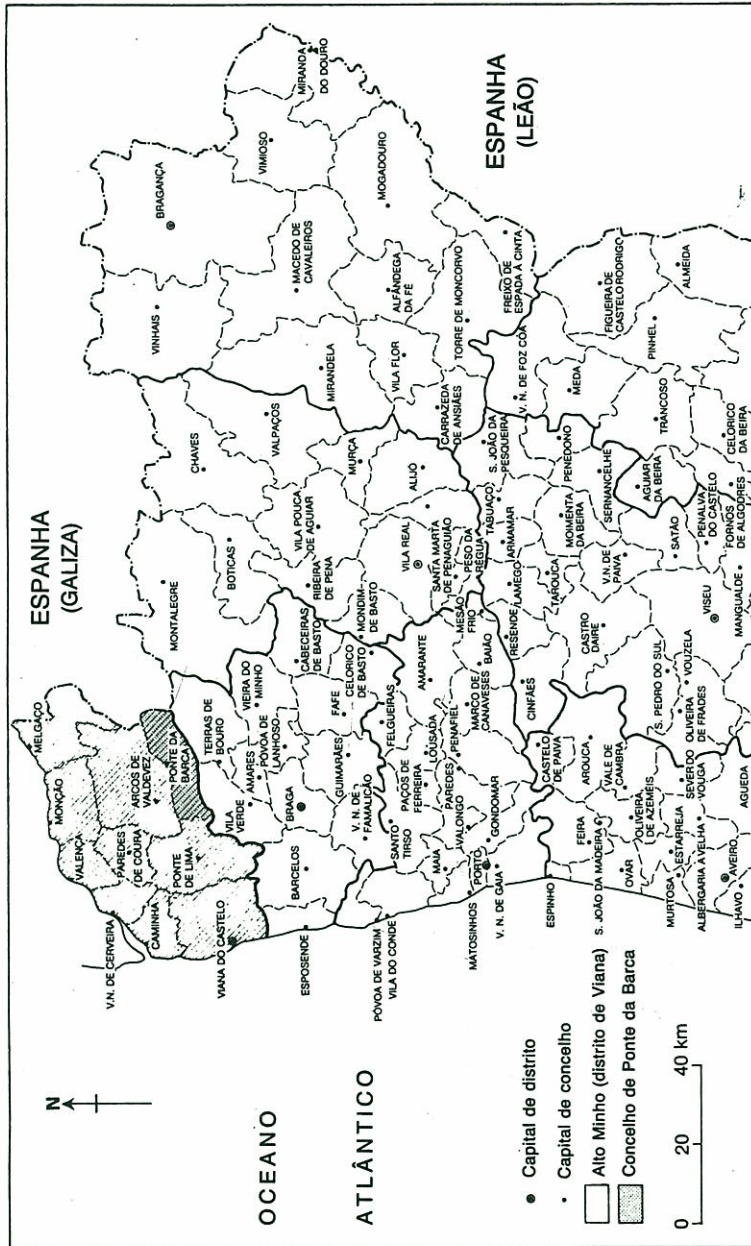 N
OCEANO
ATLÂNTICO
ESPANHA
(GALIZA)
ESPANHA
(LEÃO)
MELGAÇO
MONÇÃO
VALENÇA
V.N. DE CERVEIRA
PAREDES
DE COURA
ARCOS DE
VALDEVEZ
CAMINHA
PONTE
DE LIMA
PONTE DA
BARCA
VIANA DO CASTELO
MONTALEGRE
CHAVES
VINHAIS
BRAGANÇA
TERRAS DE
BOURO
BOTICAS
VALPAÇOS
MACEDO DE
CAVALEIROS
VIMIOSO
MIRANDA
DO DOURO
VILA
VERDE
AMARES
VIEIRA DO
MINHO
PÓVOA DE
LANHOSO
BRAGA
BARCELOS
ESPOSENDE
CABECEIRAS
DE BASTO
RIBEIRA
DE PENA
VILA POUCA
DE AGUIAR
MURÇA
MIRANDELA
GUIMARÃES
FAFE
CELORICO
DE BASTO
MONDIM
DE BASTO
V. N. DE
FAMALICÃO
PÓVOA DE VARZIM
VILA DO CONDE
SANTO
TIRSO
FELGUEIRAS
PAÇOS DE
FERREIRA
LOUSADA
AMARANTE
VILA REAL
ALIJÓ
VILA FLOR
ALFÂNDEGA
DA FÉ
MOGADOURO
MAIA
VALONGO
PAREDES
PENAFIEL
MARCO DE
CANAVESES
BAIÃO
MESÃO
FRIO
SANTA MARTA
DE PENAGUIÃO
PESO DA
RÉGUA
CARRAZEDA
DE ANSIÃES
TORRE DE MONCORVO
FREIXO DE
ESPADA À CINTA
MATOSINHOS
PORTO
GONDOMAR
V. N. DE GAIA
RESENDE
LAMEGO
ARMAMAR
TABUAÇO
S. JOÃO DA
PESQUEIRA
V. N. DE FOZ CÔA
CINFÃES
CASTELO
DE PAIVA
ESPINHO
FEIRA
AROUCA
CASTRO
DAIRE
TAROUCA
MOIMENTA
DA BEIRA
PENEDONO
SERNANCELHE
MEDA
FIGUEIRA DE
CASTELO RODRIGO
S. JOÃO DA MADEIRA
OVAR
VALE DE
CAMBRA
OLIVEIRA
DE AZEMÉIS
S. PEDRO DO SUL
V.N. DE
PAIVA
AGUIAR
DA BEIRA
TRANCOSO
PINHEL
ALMEIDA
MURTOSA
ESTARREJA
ALBERGARIA A VELHA
SEVER DO
VOUGA
OLIVEIRA
DE FRADES
VOUZELA
VISEU
SATÃO
PENALVA
DO CASTELO
FORNOS
DE ALGODRES
CELORICO
DA BEIRA
MANGUALDE
AVEIRO
ÍLHAVO
AGUEDA
Capital de distrito
Capital de concelho
Alto Minho (distrito de Viana)
Concelho de Ponte da Barca
0 20 40 km